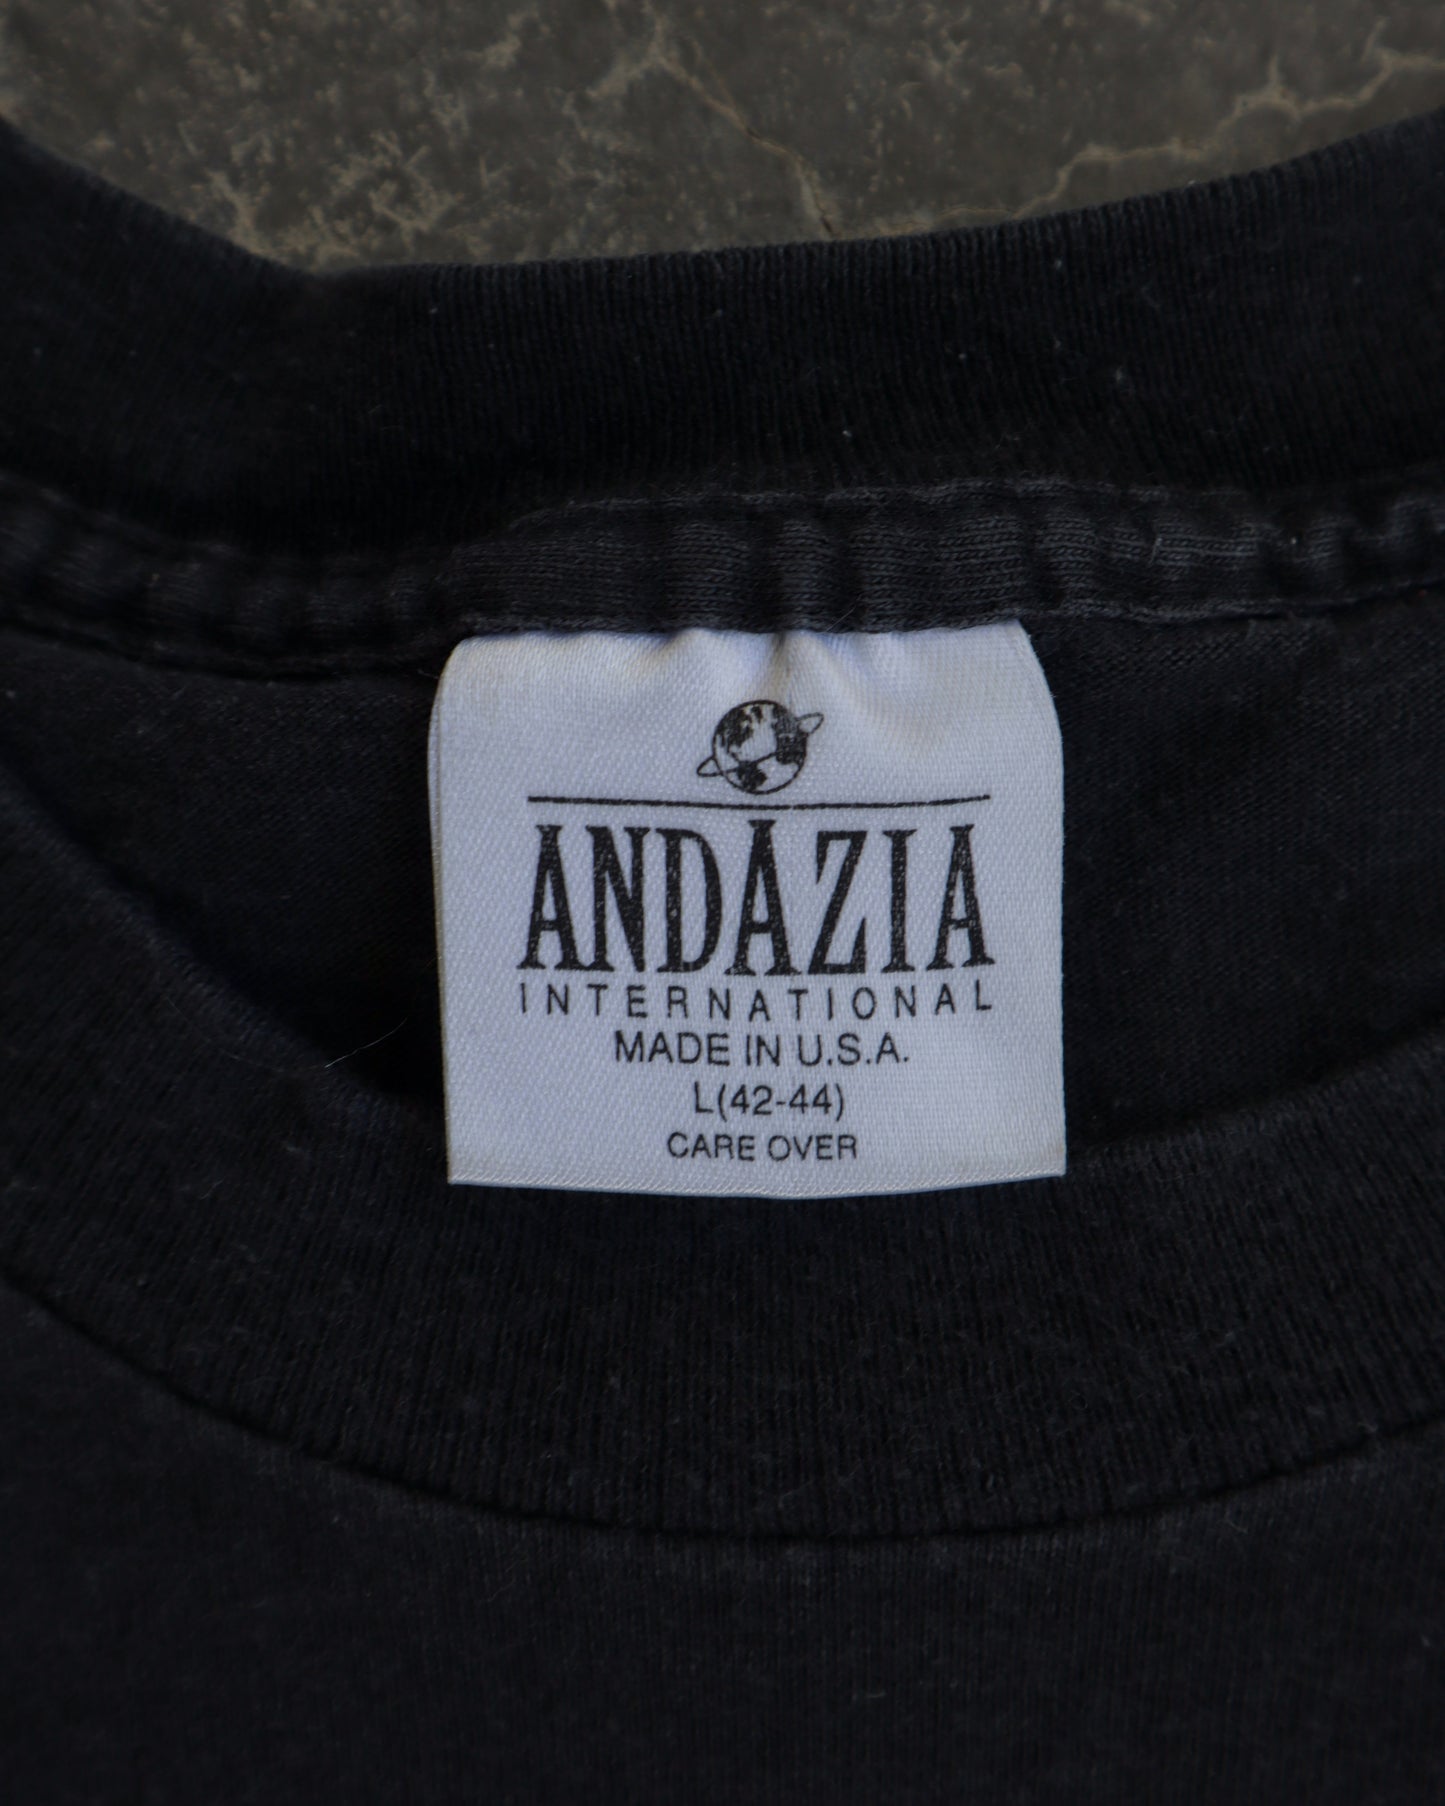 ANDAZIA
INTERNATIONAL
MADE IN U.S.A.
L(42-44)
CARE OVER